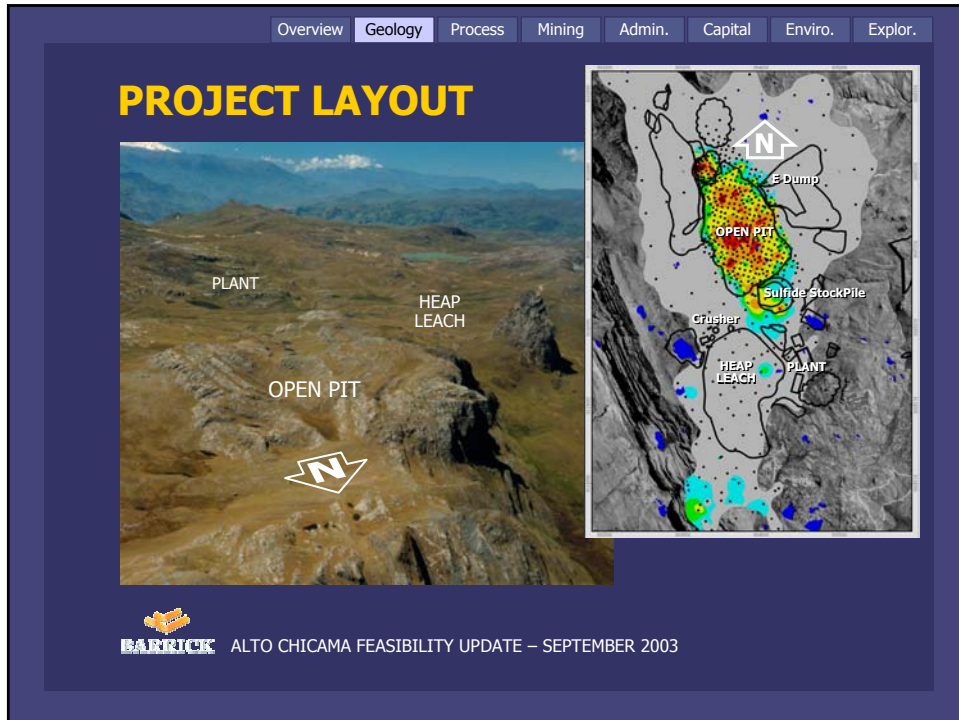 Overview Geology Process Mining Admin. Capital Enviro. Explor.
PROJECT LAYOUT
PLANT
HEAP
LEACH
OPEN PIT
N
N
E Dump
OPEN PIT
Sulfide StockPile
Crusher
HEAP
LEACH
PLANT
BARRICK ALTO CHICAMA FEASIBILITY UPDATE – SEPTEMBER 2003